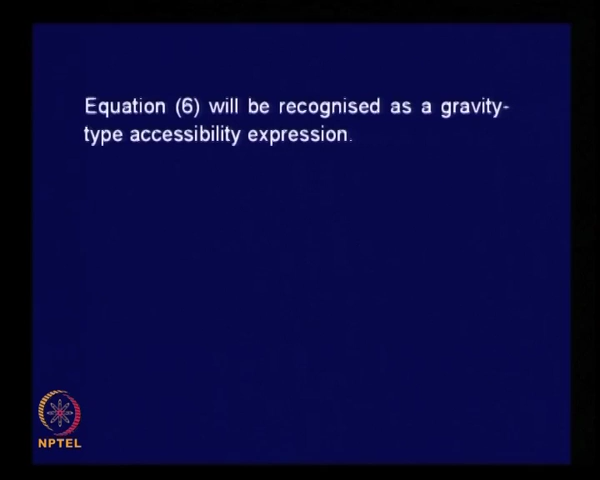 Equation (6) will be recognised as a gravity-
type accessibility expression.
NPTEL